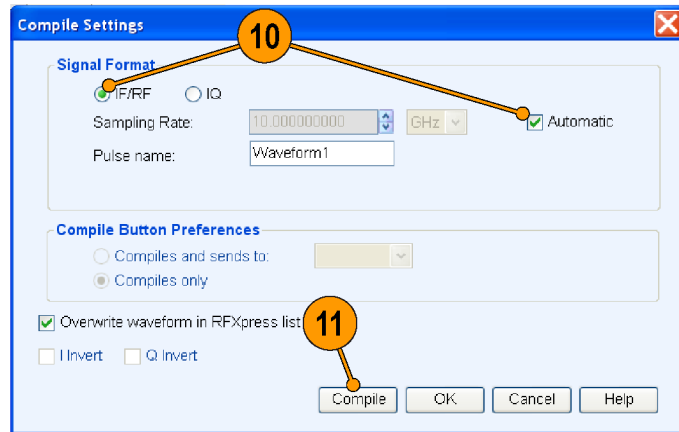 Compile Settings
10
Signal Format
IF/RF IQ
Sampling Rate: 10.000000000 GHz Automatic
Pulse name: Waveform1
Compile Button Preferences
Compiles and sends to:
Compiles only
Overwrite waveform in RFXpress list
11
I Invert Q Invert
Compile OK Cancel Help